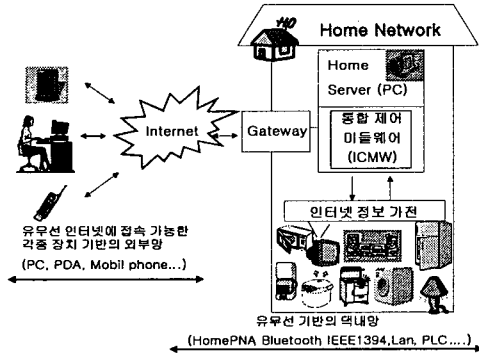 Home Network
Home
Server (PC)
통합 제어
미들웨어
(ICMW)
Internet
Gateway
인터넷 정보 가전
유무선 인터넷에 접속 가능한
각종 장치 기반의 외부망
(PC, PDA, Mobil phone...)
유무선 기반의 댁내망
(HomePNA Bluetooth IEEE1394,Lan, PLC ....)